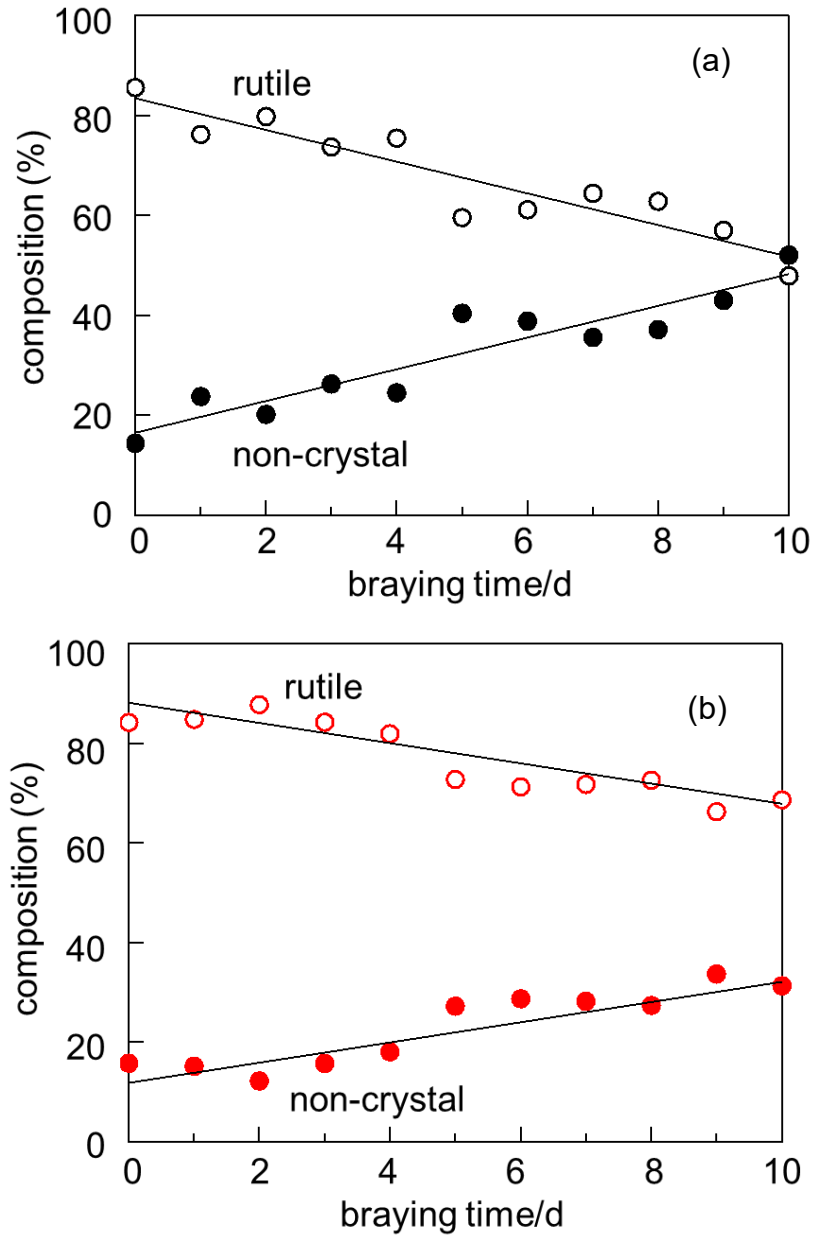 100
80
60
40
20
0
composition (%)
rutile
(a)
non-crystal
0 2 4 6 8 10
braying time/d
100
80
60
40
20
0
composition (%)
rutile
(b)
non-crystal
0 2 4 6 8 10
braying time/d